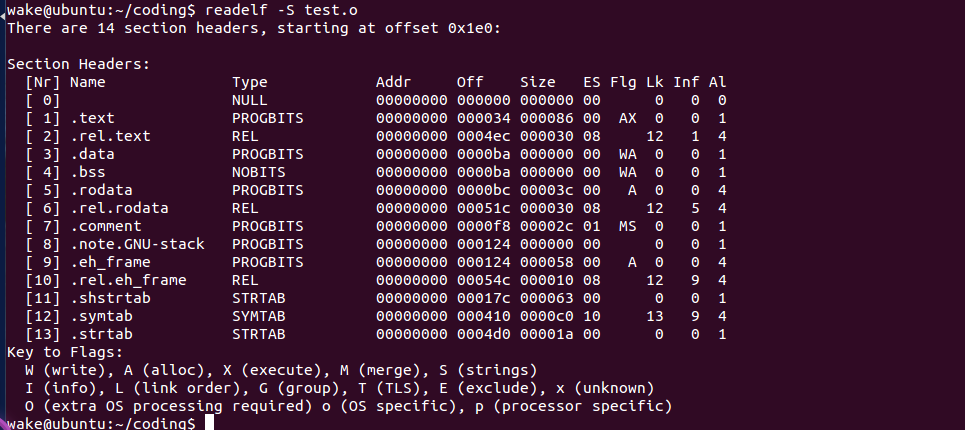 wake@ubuntu:~/coding$ readelf -S test.o
There are 14 section headers, starting at offset 0x1e0:

Section Headers:
  [Nr] Name              Type            Addr     Off    Size   ES Flg Lk Inf Al
  [ 0]                   NULL            00000000 000000 000000 00      0   0  0
  [ 1] .text             PROGBITS        00000000 000034 000086 00  AX  0   0  1
  [ 2] .rel.text         REL             00000000 0004ec 000030 08     12   1  4
  [ 3] .data             PROGBITS        00000000 0000ba 000000 00  WA  0   0  1
  [ 4] .bss              NOBITS          00000000 0000ba 000000 00  WA  0   0  1
  [ 5] .rodata           PROGBITS        00000000 0000bc 00003c 00   A  0   0  4
  [ 6] .rel.rodata       REL             00000000 00051c 000030 08     12   5  4
  [ 7] .comment          PROGBITS        00000000 0000f8 00002c 01  MS  0   0  1
  [ 8] .note.GNU-stack   PROGBITS        00000000 000124 000000 00      0   0  1
  [ 9] .eh_frame         PROGBITS        00000000 000124 000058 00   A  0   0  4
  [10] .rel.eh_frame     REL             00000000 00054c 000010 08     12   9  4
  [11] .shstrtab         STRTAB          00000000 00017c 000063 00      0   0  1
  [12] .symtab           SYMTAB          00000000 000410 0000c0 10     13   9  4
  [13] .strtab           STRTAB          00000000 0004d0 00001a 00      0   0  1
Key to Flags:
  W (write), A (alloc), X (execute), M (merge), S (strings)
  I (info), L (link order), G (group), T (TLS), E (exclude), x (unknown)
  O (extra OS processing required) o (OS specific), p (processor specific)
wake@ubuntu:~/coding$